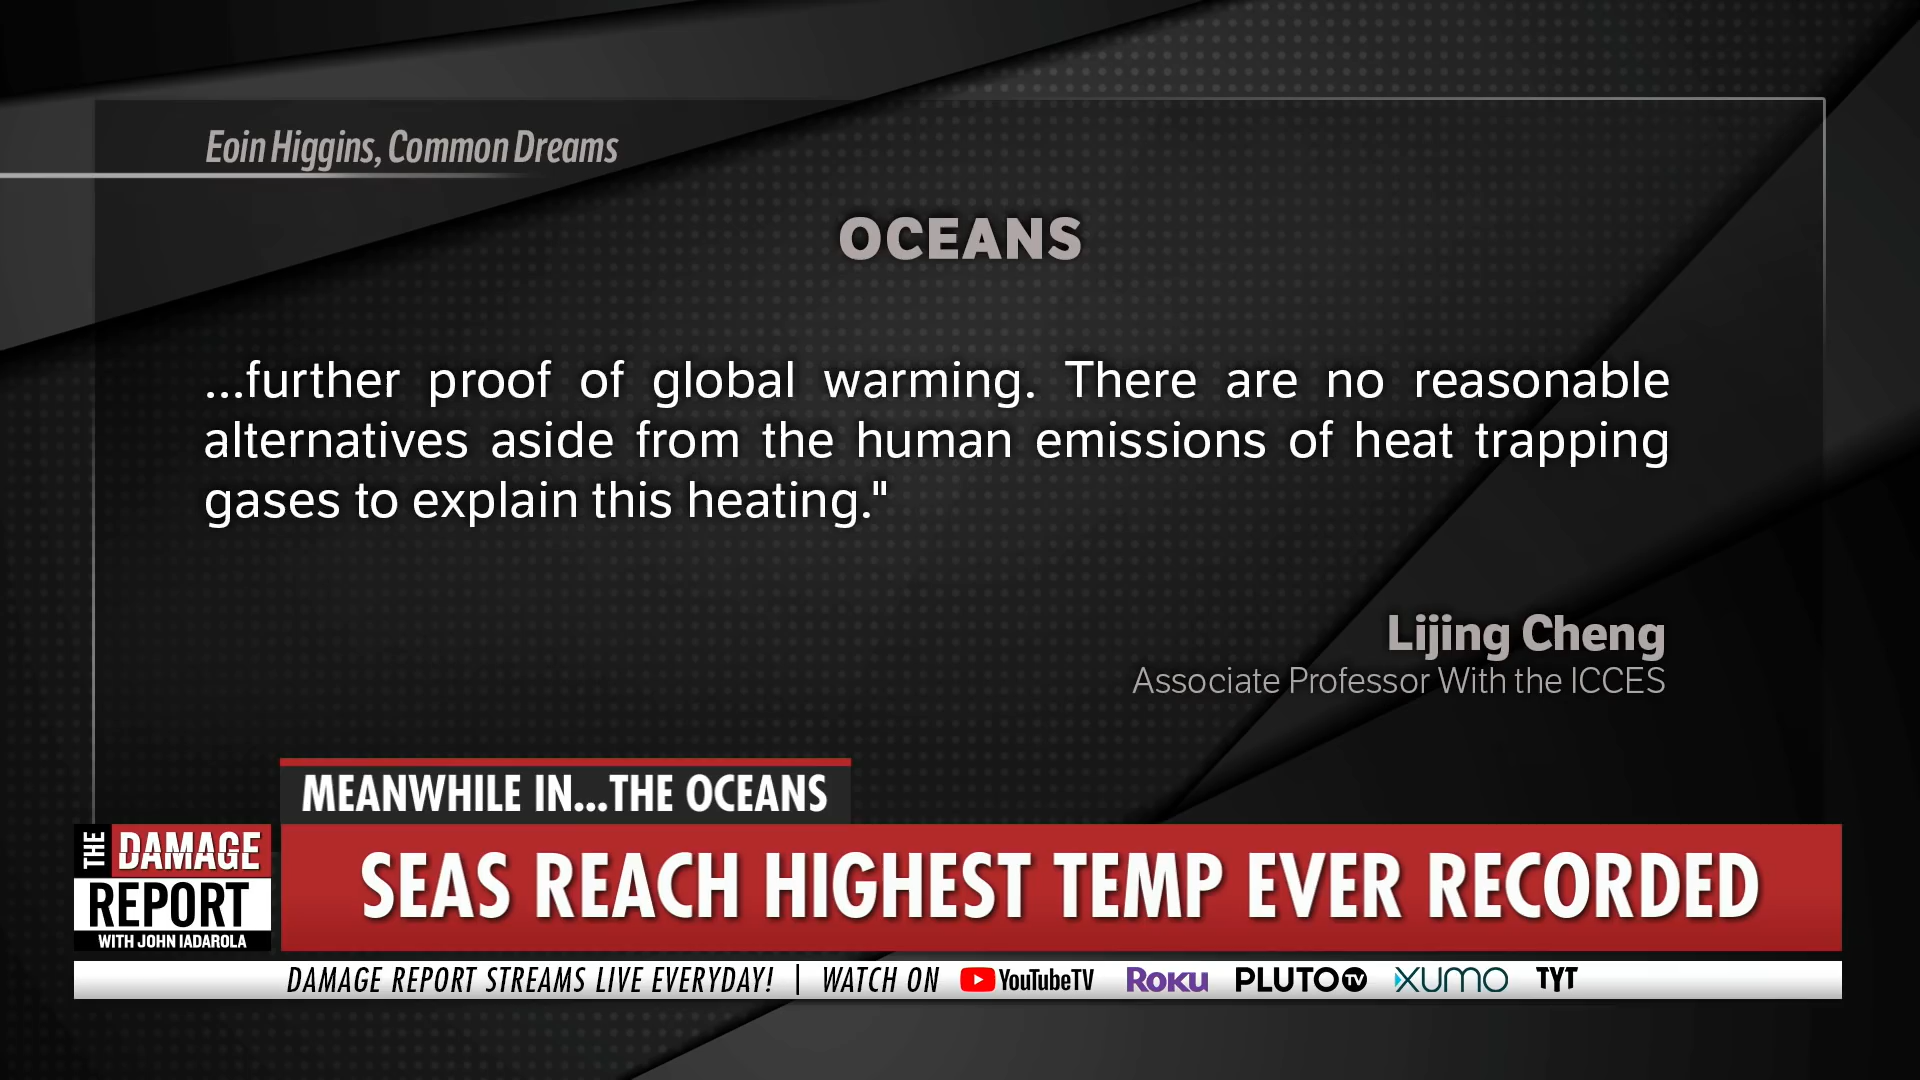 Eoin Higgins, Common Dreams
OCEANS
...further proof of global warming. There are no reasonable
alternatives aside from the human emissions of heat trapping
gases to explain this heating."
Lijing Cheng
Associate Professor With the ICCES
MEANWHILE IN...THE OCEANS
THE DAMAGE
REPORT
WITH JOHN IADAROLA
SEAS REACH HIGHEST TEMP EVER RECORDED
DAMAGE REPORT STREAMS LIVE EVERYDAY! | WATCH ON YouTubeTV ROKU PLUTO TV XUMO TYT